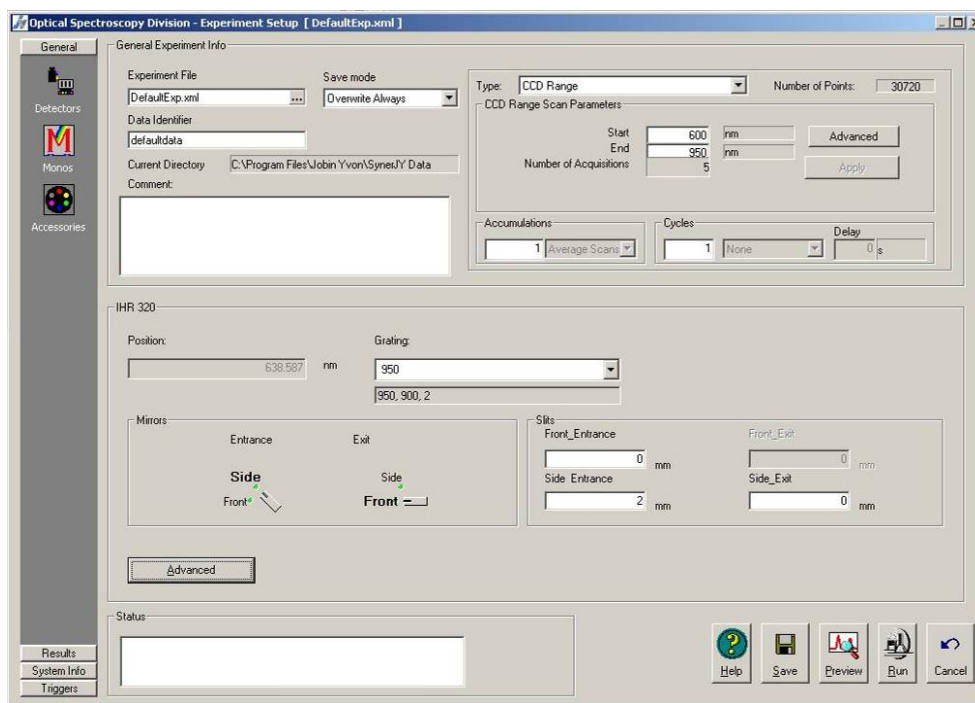 Optical Spectroscopy Division - Experiment Setup [ DefaultExp.xml ]
General
Detectors
Monos
Accessories
Results
System Info
Triggers
General Experiment Info
Experiment File
DefaultExp.xml ...
Save mode
Overwrite Always
Data Identifier
defaultdata
Current Directory C:\Program Files\Jobin Yvon\SynerJY Data
Comment:
Type: CCD Range
Number of Points: 30720
CCD Range Scan Parameters
Start 600 nm
End 950 nm
Number of Acquisitions 5
Advanced
Apply
Accumulations
1 Average Scans
Cycles
1 None
Delay
0 s
IHR 320
Position:
638.587 nm
Grating:
950
950, 900, 2
Mirrors
Entrance Exit
Side Side
Front Front
Slits
Front_Entrance Front_Exit
0 mm 0 mm
Side Entrance Side_Exit
2 mm 0 mm
Advanced
Status
Help Save Preview Run Cancel